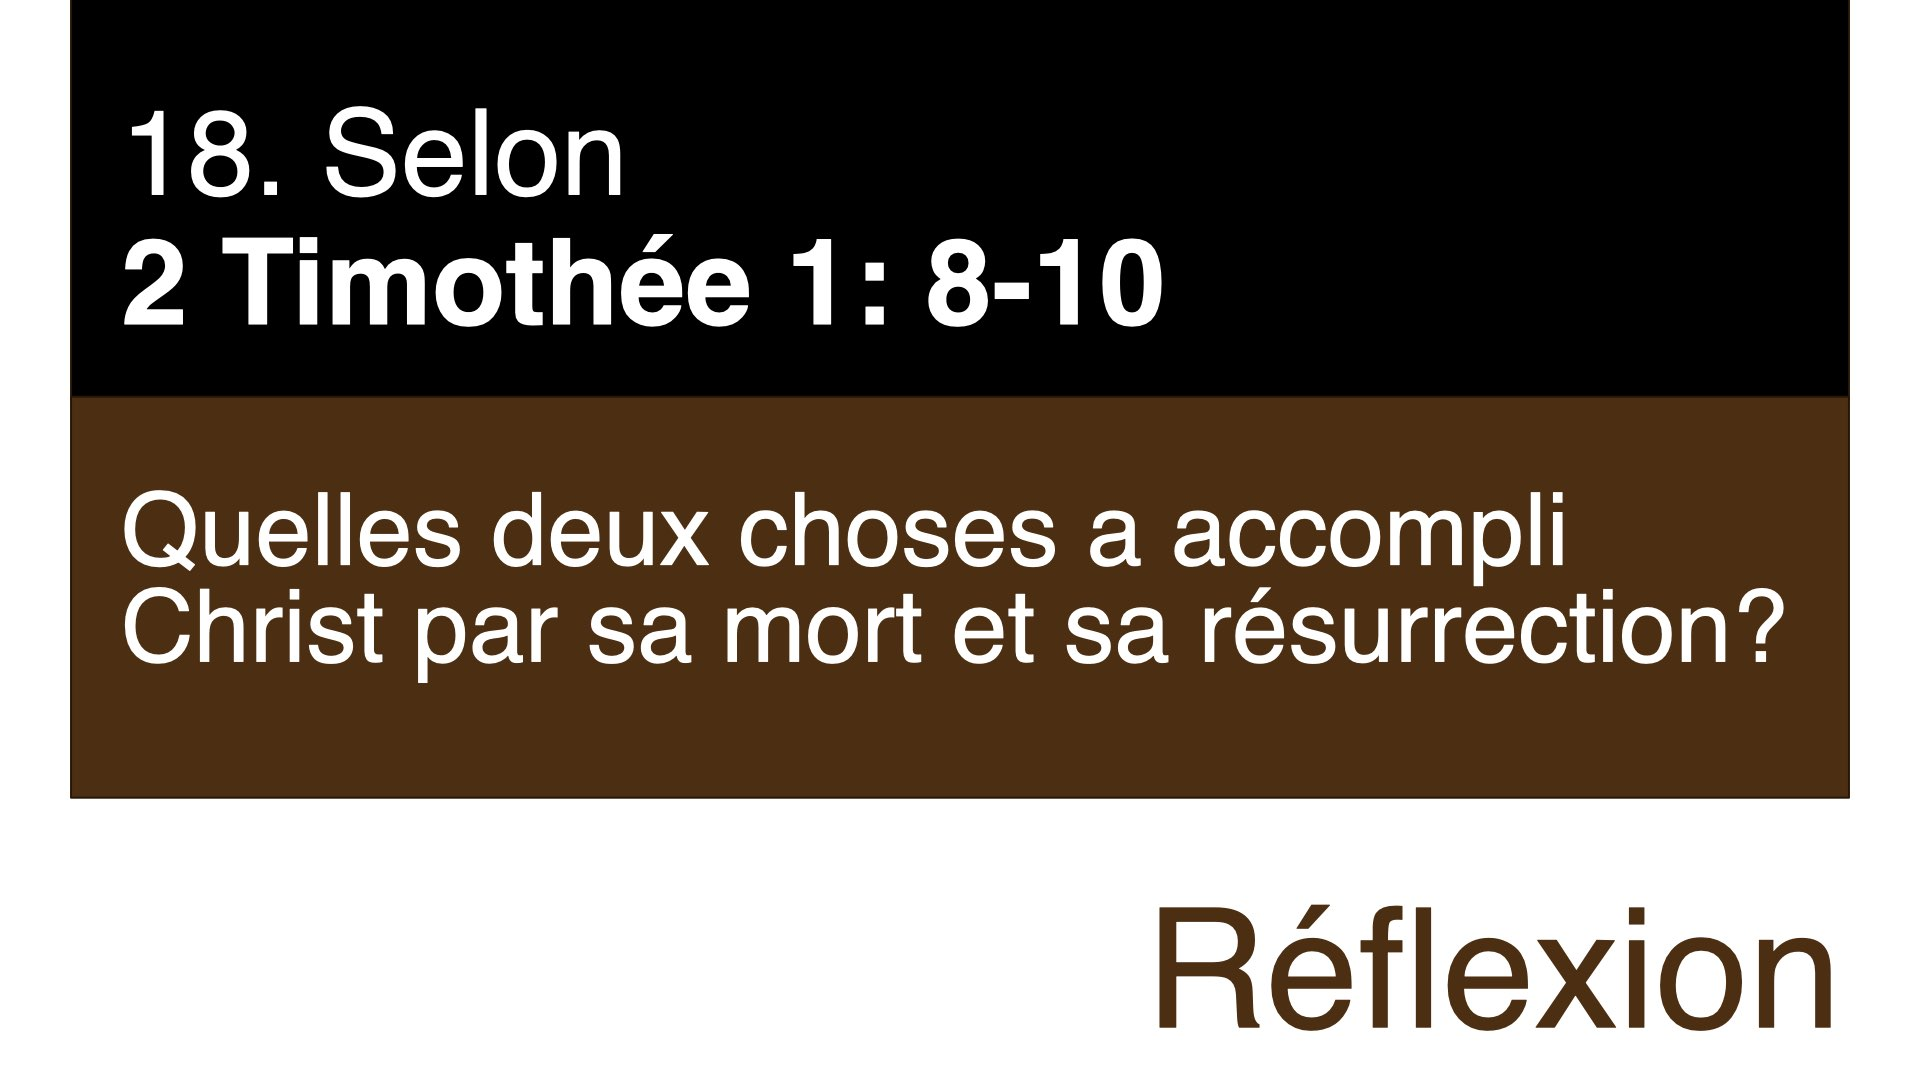 18. Selon
2 Timothée 1: 8-10
Quelles deux choses a accompli
Christ par sa mort et sa résurrection?
Réflexion